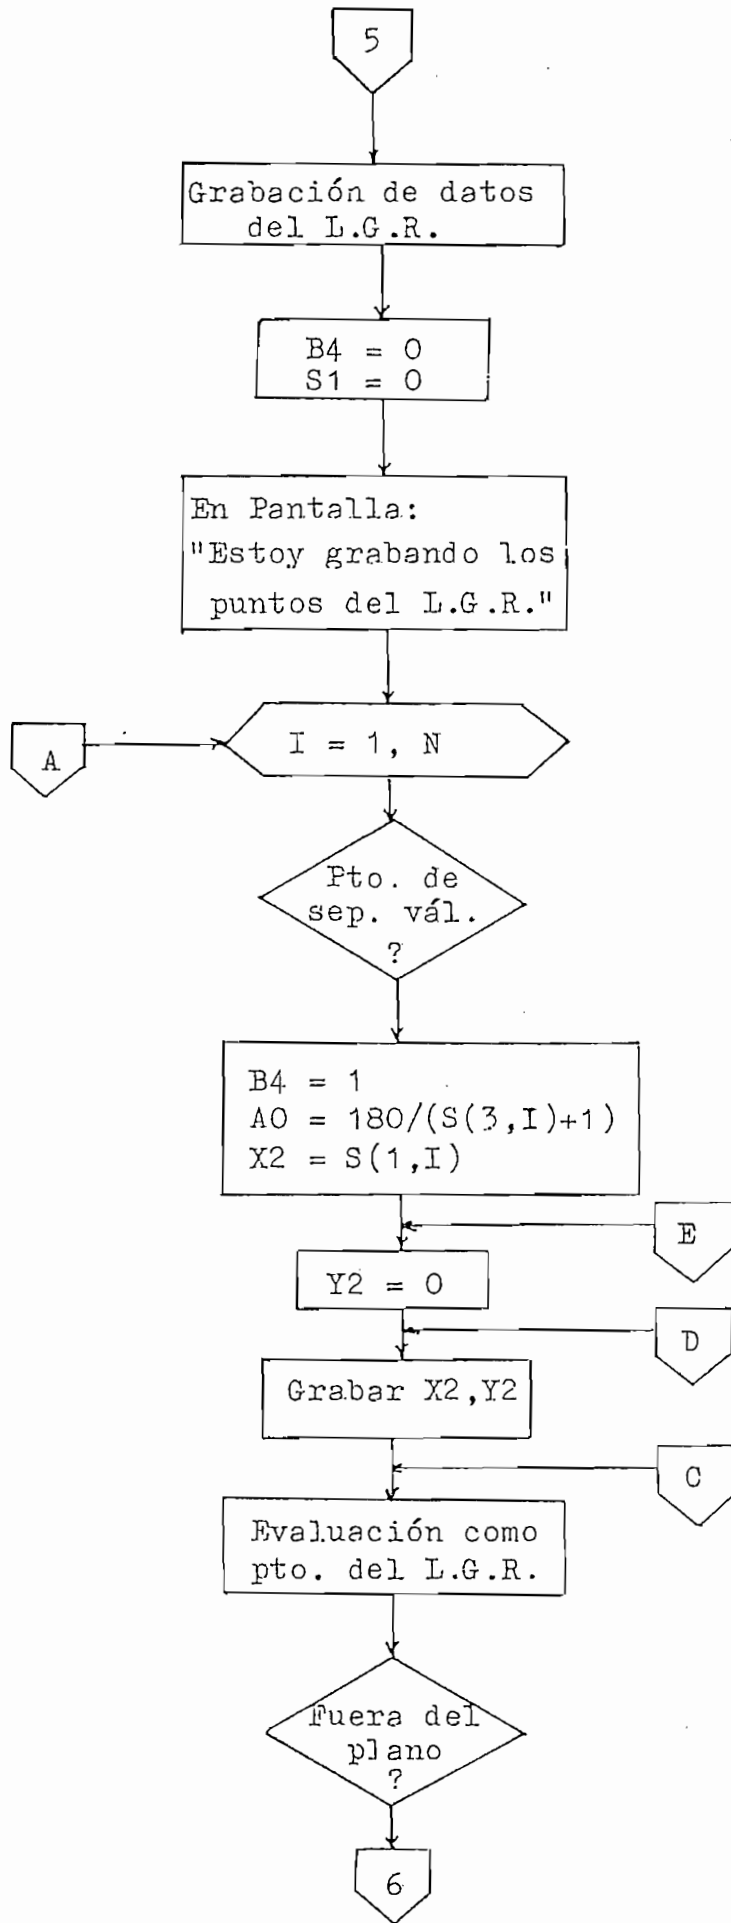 5
Grabación de datos
del L.G.R.
B4 = 0
S1 = 0
En Pantalla:
"Estoy grabando los
puntos del L.G.R."
A
I = 1, N
Pto. de
sep. vál.
?
B4 = 1
A0 = 180/(S(3,I)+1)
X2 = S(1,I)
E
Y2 = 0
D
Grabar X2,Y2
C
Evaluación como
pto. del L.G.R.
Fuera del
plano
?
6